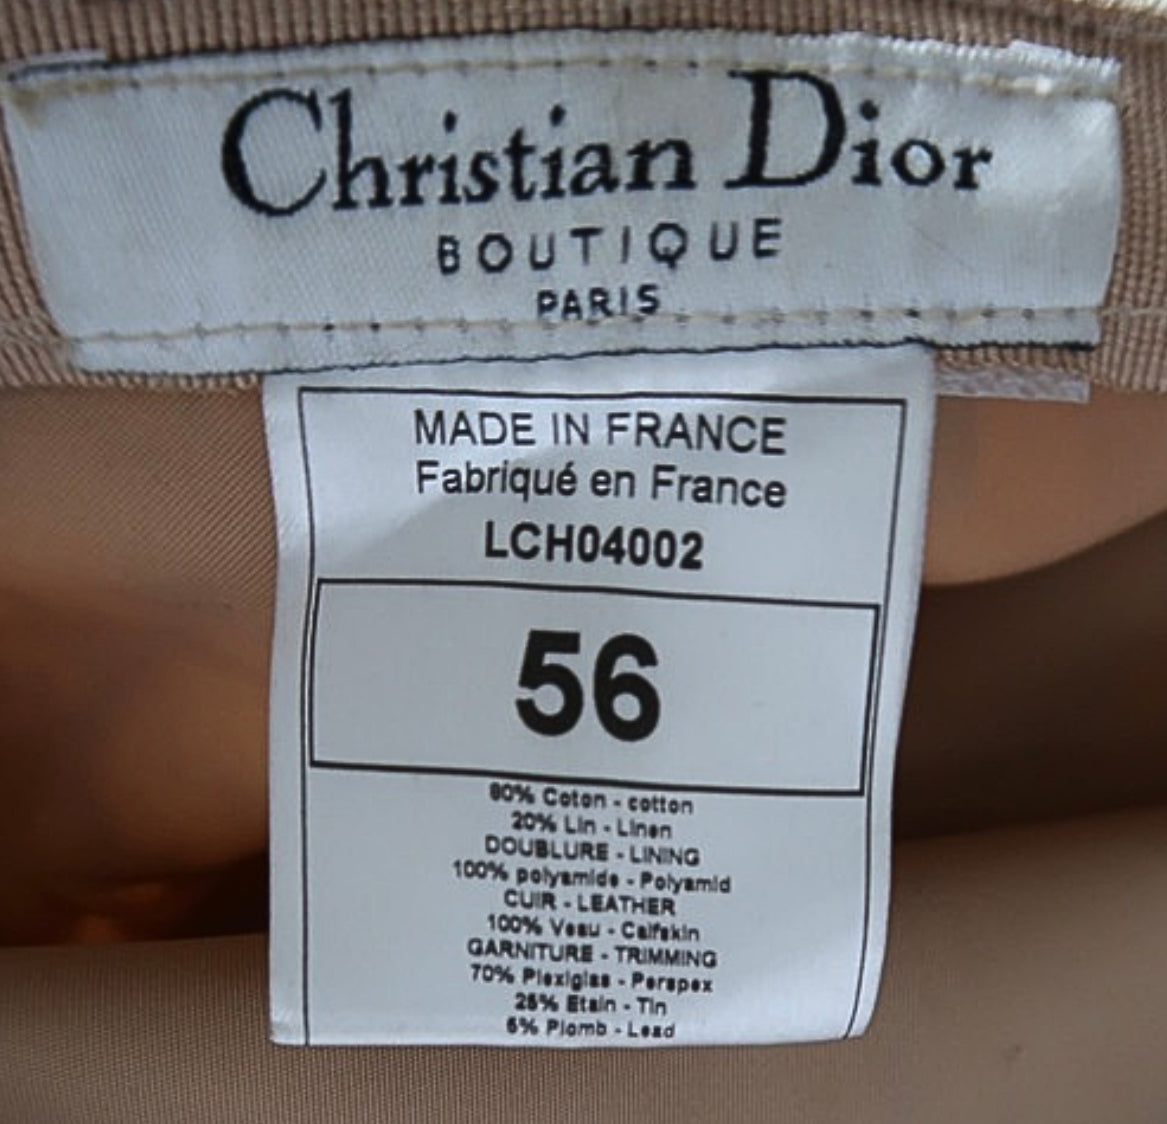 Christian Dior
BOUTIQUE
PARIS
MADE IN FRANCE
Fabriqué en France
LCH04002
56
80% Coton - cotton
20% Lin - Linen
DOUBLURE - LINING
100% polyamide - Polyamid
CUIR - LEATHER
100% Veau - Calfskin
GARNITURE - TRIMMING
70% Plexiglas - Perspex
25% Etain - Tin
5% Plomb - Lead